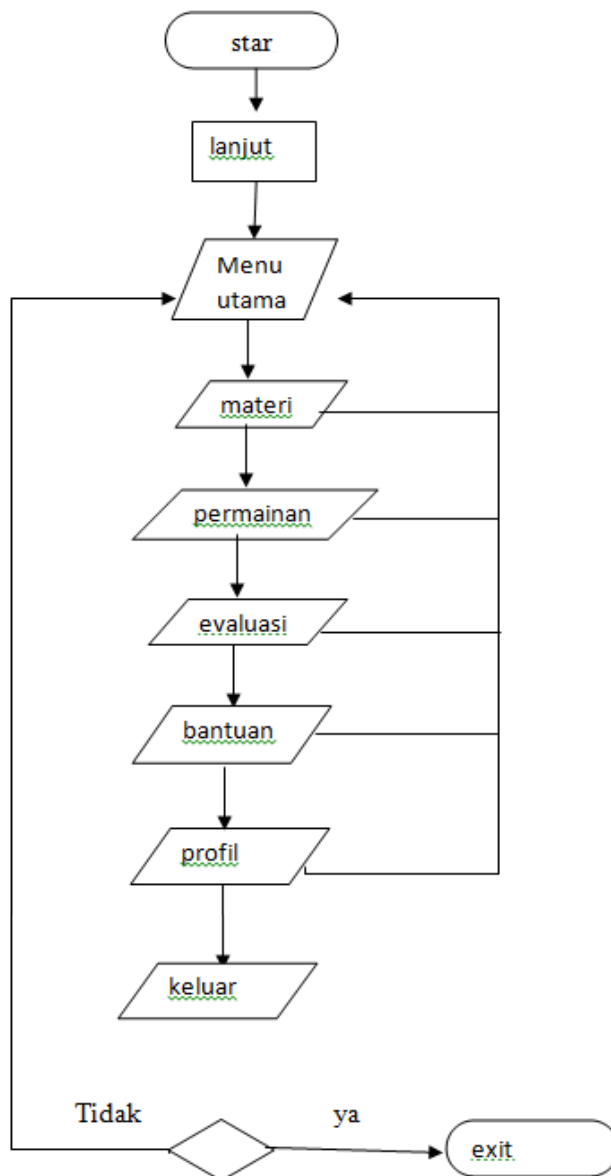 star
lanjut
Menu
utama
materi
permainan
evaluasi
bantuan
profil
keluar
Tidak
ya
exit